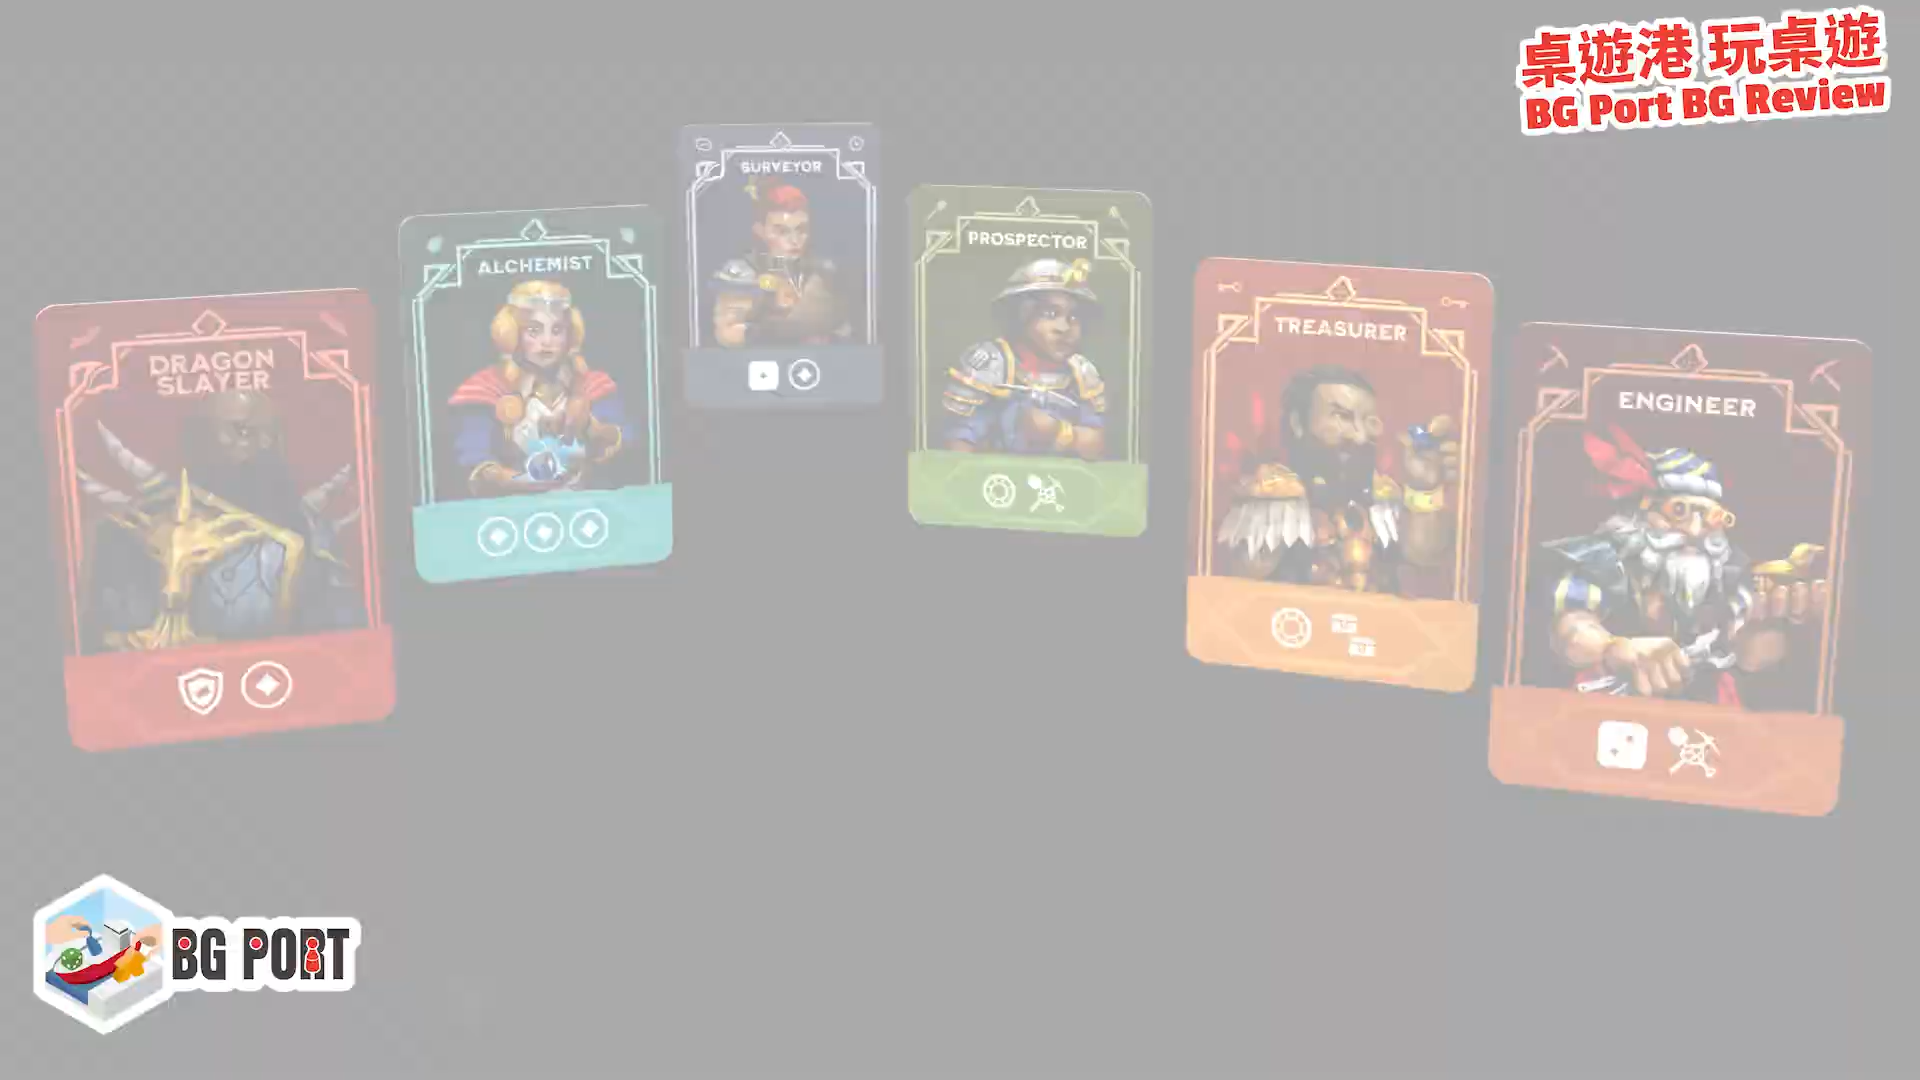 桌遊港 玩桌遊
BG Port BG Review
SURVEYOR
PROSPECTOR
ALCHEMIST
TREASURER
DRAGON
SLAYER
ENGINEER
BG PORT